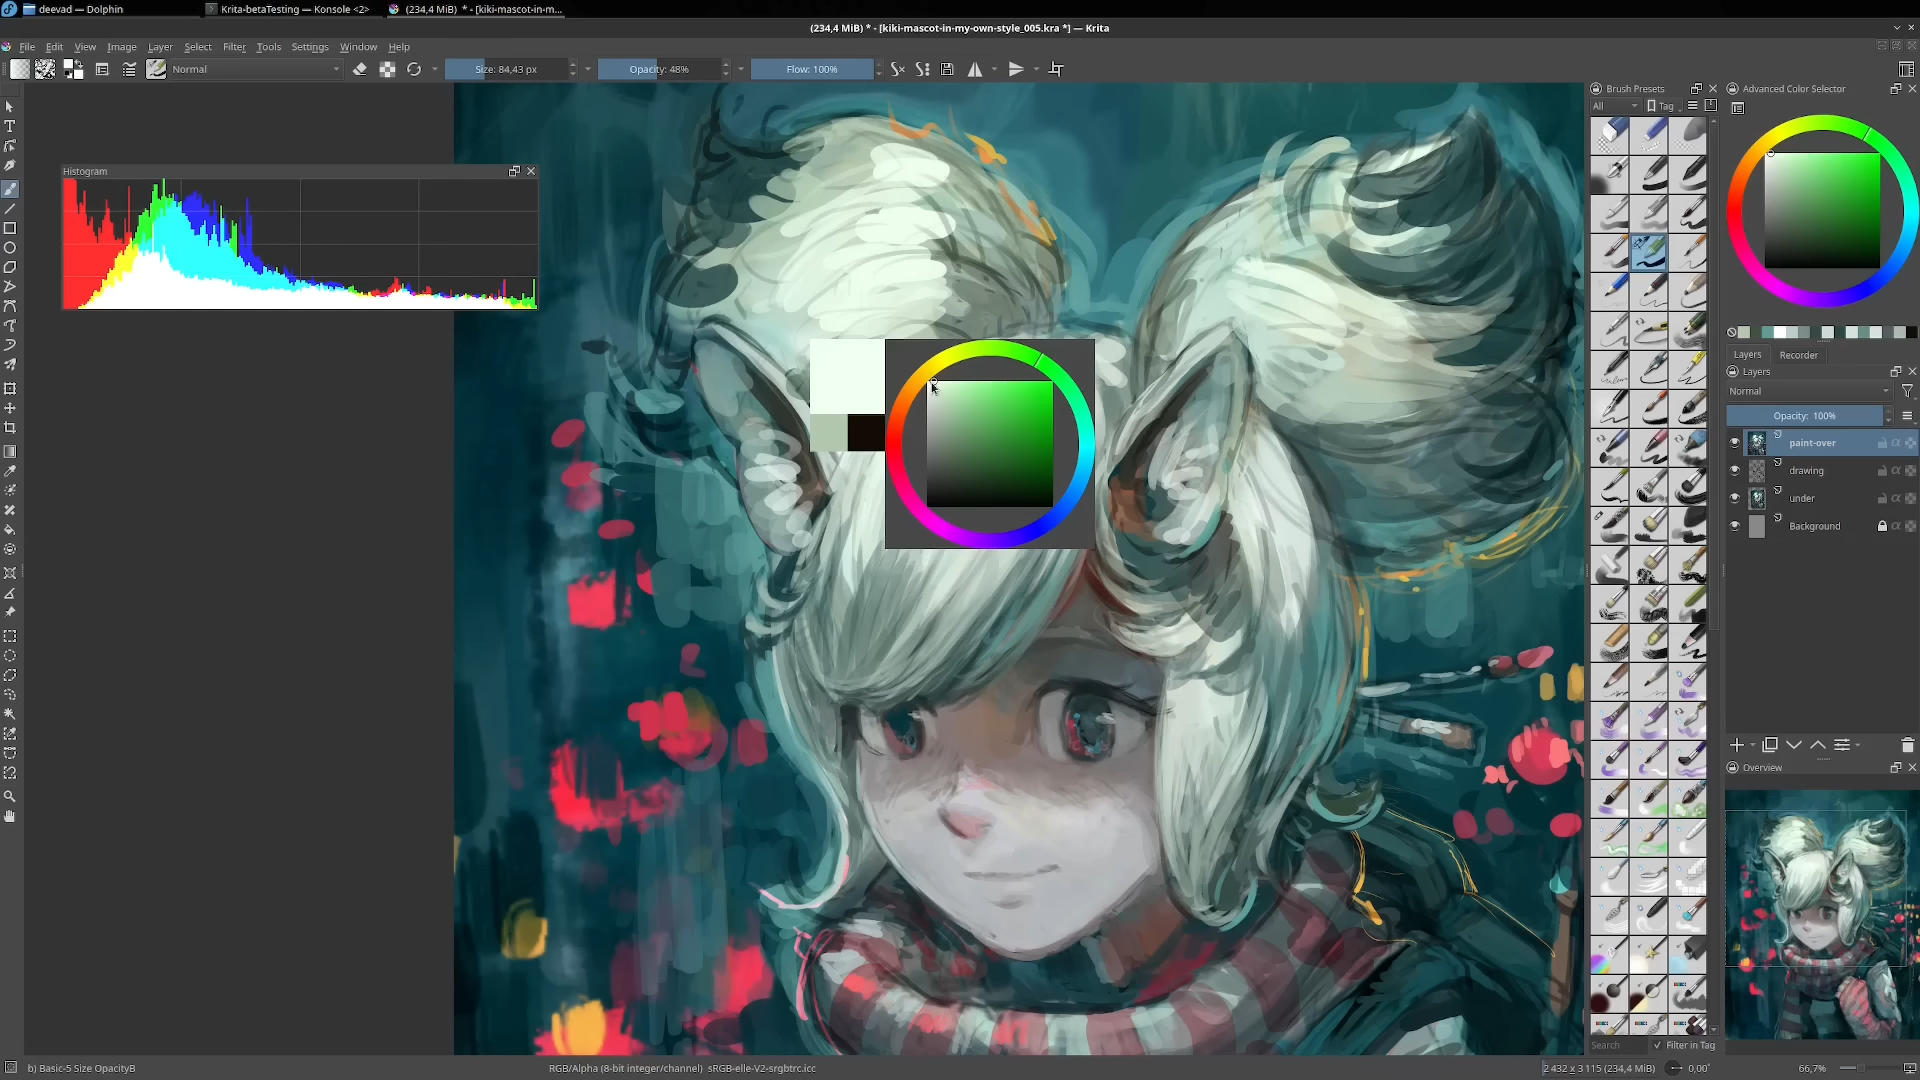 deevad — Dolphin
Krita-betaTesting — Konsole <2>
(234,4 MiB) * - [kiki-mascot-in-m...
(234,4 MiB) * - [kiki-mascot-in-my-own-style_005.kra *] — Krita
File Edit View Image Layer Select Filter Tools Settings Window Help
Normal
Size: 84,43 px
Opacity: 48%
Flow: 100%
Histogram
Brush Presets
All
Tag
Search
Filter in Tag
Advanced Color Selector
Layers
Recorder
Layers
Normal
Opacity: 100%
paint-over
drawing
under
Background
Overview
b) Basic-5 Size OpacityB
RGB/Alpha (8-bit integer/channel) sRGB-elle-V2-srgbtrc.icc
2 432 x 3 115 (234,4 MiB)
0,00°
66,7%